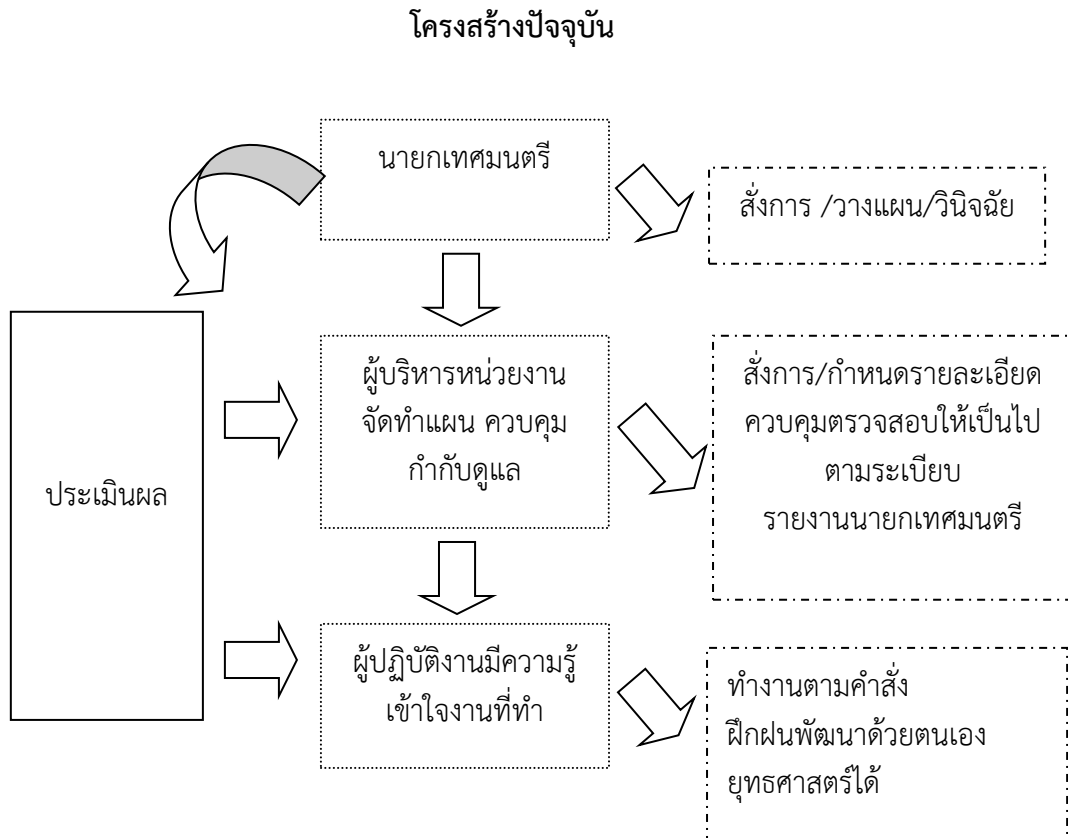 โครงสร้างปัจจุบัน
นายกเทศมนตรี
สั่งการ /วางแผน/วินิจฉัย
ผู้บริหารหน่วยงาน
จัดทำแผน ควบคุม
กำกับดูแล
สั่งการ/กำหนดรายละเอียด
ควบคุมตรวจสอบให้เป็นไป
ตามระเบียบ
รายงานนายกเทศมนตรี
ประเมินผล
ผู้ปฏิบัติงานมีความรู้
เข้าใจงานที่ทำ
ทำงานตามคำสั่ง
ฝึกฝนพัฒนาด้วยตนเอง
ยุทธศาสตร์ได้